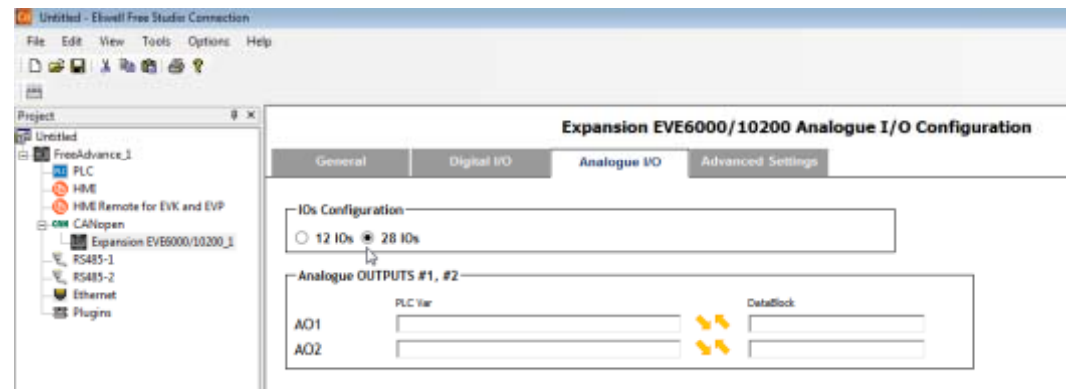 Untitled - Eliwell Free Studio Connection
File Edit View Tools Options Help
Project
Untitled
FreeAdvance_1
PLC
HMI
HMI Remote for EVK and EVP
CANopen
Expansion EVE6000/10200_1
RS485-1
RS485-2
Ethernet
Plugins
Expansion EVE6000/10200 Analogue I/O Configuration
General Digital I/O Analogue I/O Advanced Settings
IOs Configuration
12 IOs 28 IOs
Analogue OUTPUTS #1, #2
PLC Var DataBlock
AO1
AO2